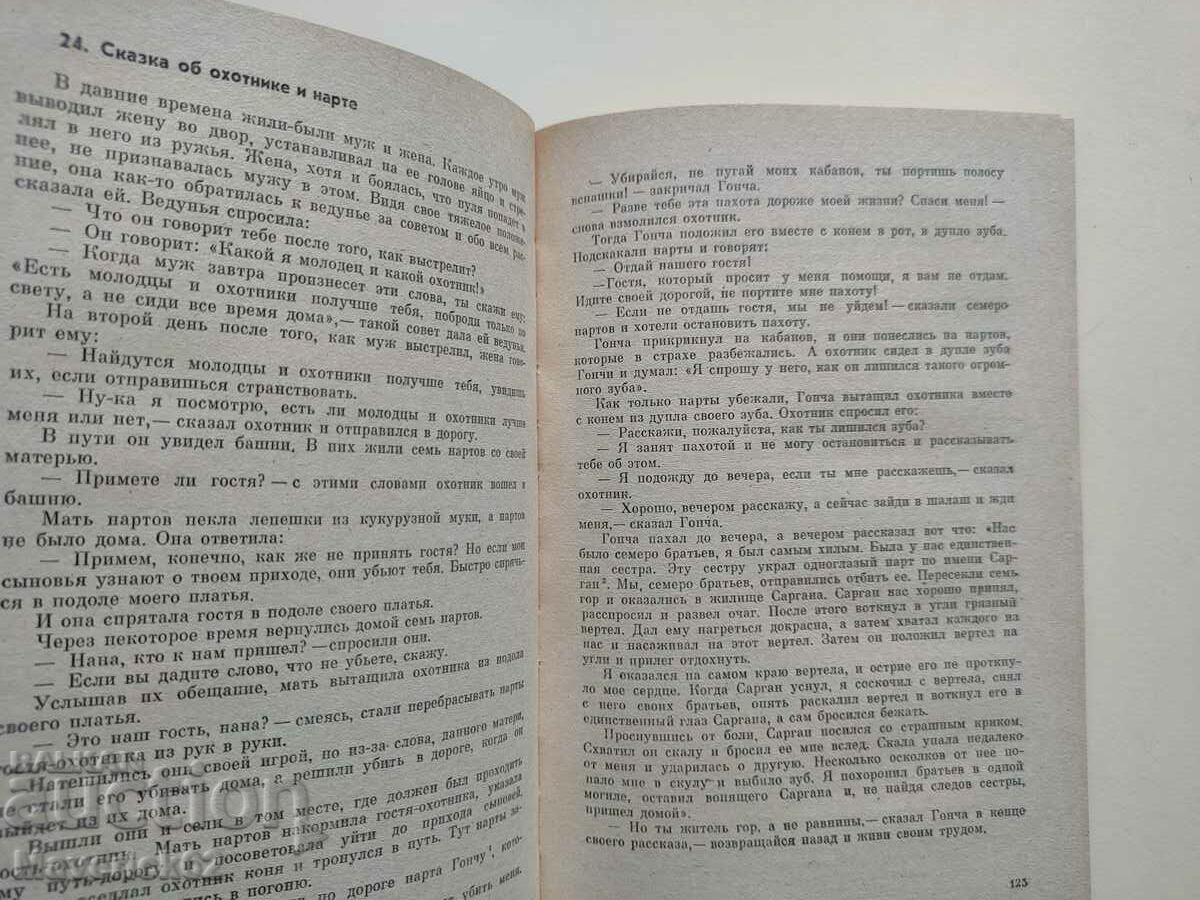 24. Сказка об охотнике и нарте
В давние времена жили-были муж и жена. Каждое утро муж
выводил жену во двор, устанавливал на ее голове яйцо и стре-
лял в него из ружья. Жена, хотя и боялась, что пуля попадет в
нее, не признавалась мужу в этом. Видя свое тяжелое положе-
ние, она как-то обратилась к ведунье за советом и обо всем рас-
сказала ей. Ведунья спросила:
— Что он говорит тебе после того, как выстрелит?
— Он говорит: «Какой я молодец и какой охотник!»
— Когда муж завтра произнесет эти слова, ты скажи ему:
«Есть молодцы и охотники получше тебя, поброди только по
свету, а не сиди все время дома»,— такой совет дала ей ведунья.
На второй день после того, как муж выстрелил, жена гово-
рит ему:
— Найдутся молодцы и охотники получше тебя, увидишь
их, если отправишься странствовать.
— Ну-ка я посмотрю, есть ли молодцы и охотники лучше
меня или нет,— сказал охотник и отправился в дорогу.
В пути он увидел башни. В них жили семь нартов со своей
матерью.
— Примете ли гостя? — с этими словами охотник вошел в
башню.
Мать нартов пекла лепешки из кукурузной муки, а нартов
не было дома. Она ответила:
— Примем, конечно, как же не принять гостя? Но если мои
сыновья узнают о твоем приходе, они убьют тебя. Быстро спрячь-
ся в подоле моего платья.
И она спрятала гостя в подоле своего платья.
Через некоторое время вернулись домой семь нартов.
— Нана, кто к нам пришел? — спросили они.
— Если вы дадите слово, что не убьете, скажу.
Услышав их обещание, мать вытащила охотника из подола
своего платья.
— Это наш гость, нана? — смеясь, стали перебрасывать нарты
гостя-охотника из рук в руки.
Натешились они своей игрой, но из-за слова, данного матери,
не стали его убивать дома, а решили убить в дороге, когда он
выйдет из их дома.
Вышли они и сели в том месте, где должен был проходить
охотник. Мать нартов накормила гостя-охотника, указала
ему путь-дорогу и посоветовала уйти до прихода сыновей.
оседлал охотник коня и тронулся в путь. Тут нарты
в погоню.
по дороге нарта Гончу¹, кото-
убить меня.
— Убирайся, не пугай моих кабанов, ты портишь полосу
вспашки! — закричал Гонча.
— Разве тебе эта пахота дороже моей жизни? Спаси меня! —
снова взмолился охотник.
Тогда Гонча положил его вместе с конем в рот, в дупло зуба.
Подскакали нарты и говорят:
— Отдай нашего гостя!
—Гостя, который просит у меня помощи, я вам не отдам.
Идите своей дорогой, не портите мне пахоту!
— Если не отдашь гостя, мы не уйдем! — сказали семеро
нартов и хотели остановить пахоту.
Гонча прикрикнул на кабанов, и они понеслись на нартов,
которые в страхе разбежались. А охотник сидел в дупле зуба
Гончи и думал: «Я спрошу у него, как он лишился такого огром-
ного зуба».
Как только нарты убежали, Гонча вытащил охотника вместе
с конем из дупла своего зуба. Охотник спросил его:
— Расскажи, пожалуйста, как ты лишился зуба?
— Я занят пахотой и не могу остановиться и рассказывать
тебе об этом.
— Я подожду до вечера, если ты мне расскажешь,— сказал
охотник.
— Хорошо, вечером расскажу, а сейчас зайди в шалаш и жди
меня,— сказал Гонча.
Гонча пахал до вечера, а вечером рассказал вот что: «Нас
было семеро братьев, я был самым хилым. Была у нас единствен-
ная сестра. Эту сестру украл одноглазый нарт по имени Сар-
ган². Мы, семеро братьев, отправились отбить ее. Пересекли семь
гор и оказались в жилище Саргана. Сарган нас хорошо принял,
расспросил и развел очаг. После этого воткнул в угли грязный
вертел. Дал ему нагреться докрасна, а затем хватал каждого из
нас и насаживал на этот вертел. Затем он положил вертел на
угли и прилег отдохнуть.
Я оказался на самом краю вертела, и острие его не проткну-
ло мое сердце. Когда Сарган уснул, я соскочил с вертела, снял
с него своих братьев, опять раскалил вертел и воткнул его в
единственный глаз Саргана, а сам бросился бежать.
Проснувшись от боли, Сарган носился со страшным криком.
Схватил он скалу и бросил ее мне вслед. Скала упала недалеко
от меня и ударилась о другую. Несколько осколков от нее по-
пало мне в скулу и выбило зуб. Я похоронил братьев в одной
могиле, оставил вонящего Саргана и, не найдя следов сестры,
пришел домой».
— Но ты житель гор, а не равнины,— сказал Гонча в конце
своего рассказа,— возвращайся назад и живи своим трудом.
125
Maverick62